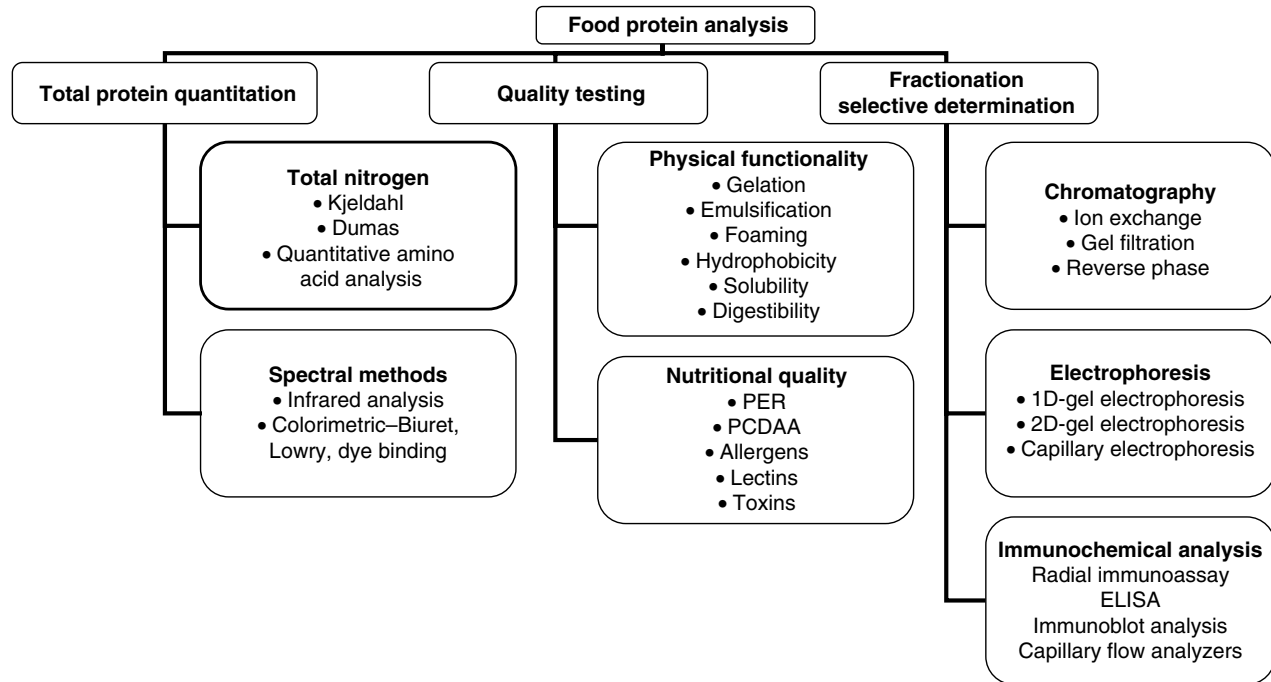 Food protein analysis
Total protein quantitation
Quality testing
Fractionation
selective determination
Total nitrogen
• Kjeldahl
• Dumas
• Quantitative amino
acid analysis
Spectral methods
• Infrared analysis
• Colorimetric–Biuret,
Lowry, dye binding
Physical functionality
• Gelation
• Emulsification
• Foaming
• Hydrophobicity
• Solubility
• Digestibility
Nutritional quality
• PER
• PCDAA
• Allergens
• Lectins
• Toxins
Chromatography
• Ion exchange
• Gel filtration
• Reverse phase
Electrophoresis
• 1D-gel electrophoresis
• 2D-gel electrophoresis
• Capillary electrophoresis
Immunochemical analysis
Radial immunoassay
ELISA
Immunoblot analysis
Capillary flow analyzers